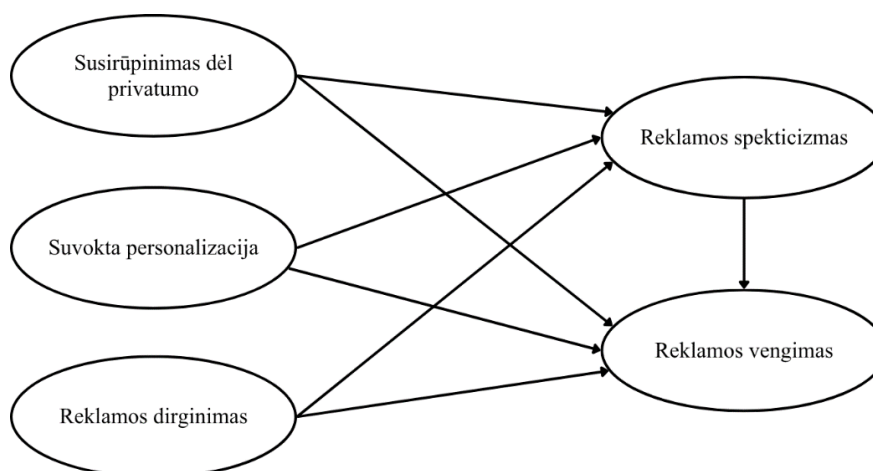 Susirūpinimas dėl
privatumo
Reklamos spekticizmas
Suvokta personalizacija
Reklamos vengimas
Reklamos dirginimas